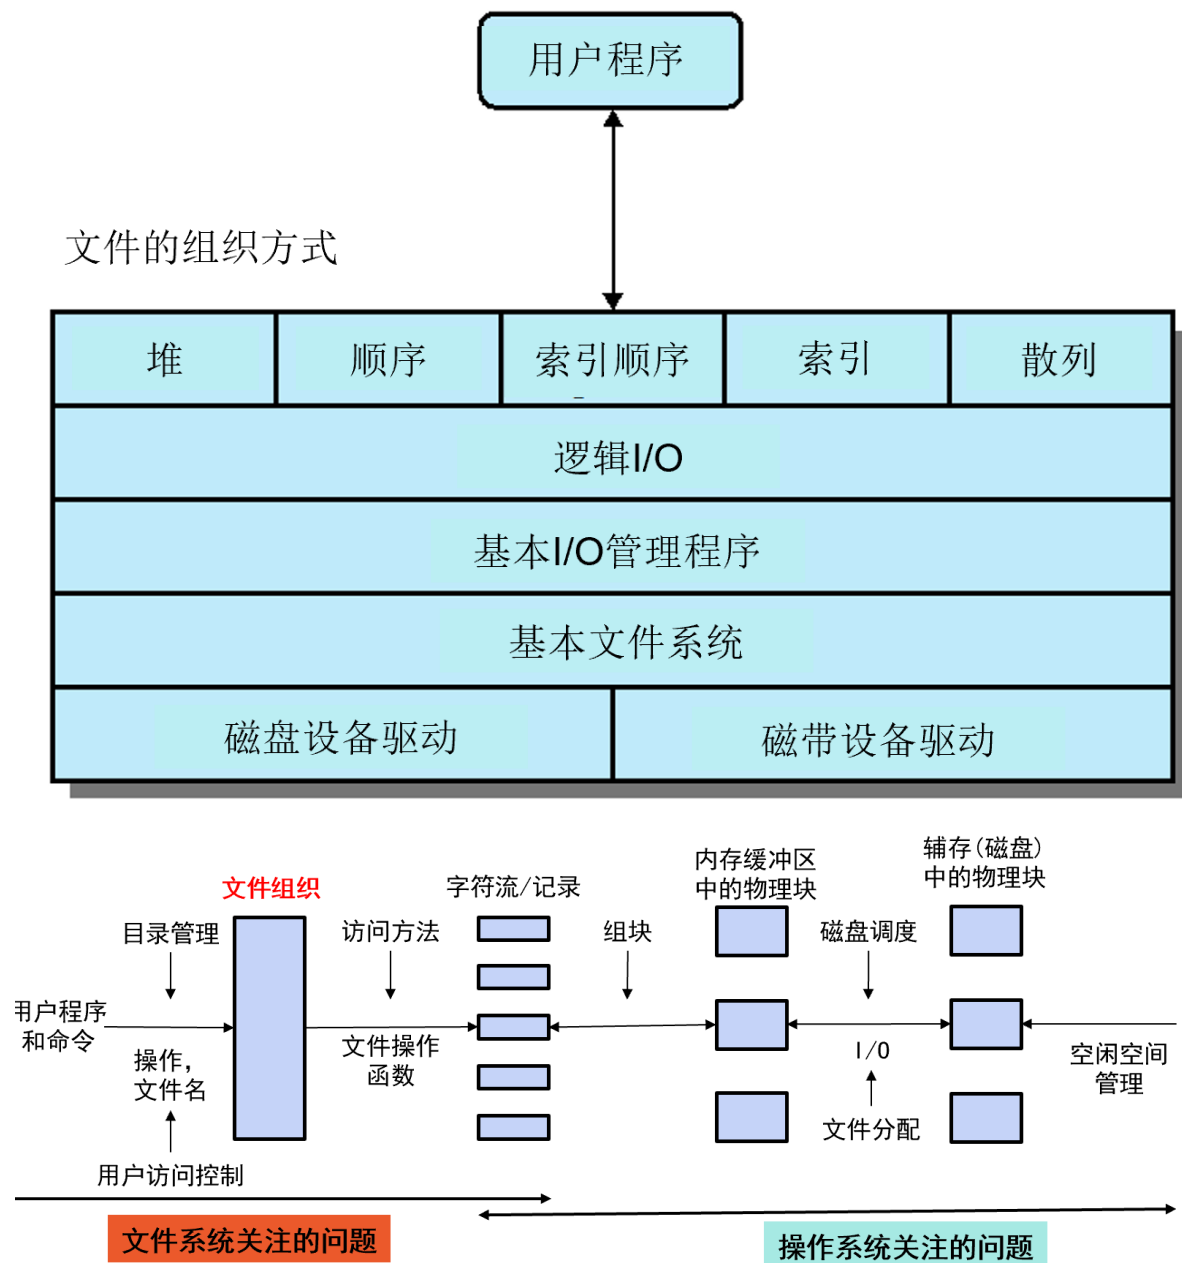 用户程序
文件的组织方式
堆
顺序
索引顺序
索引
散列
逻辑I/O
基本I/O管理程序
基本文件系统
磁盘设备驱动
磁带设备驱动
文件组织
字符流/记录
内存缓冲区
中的物理块
辅存(磁盘)
中的物理块
目录管理
访问方法
组块
磁盘调度
用户程序
和命令
操作,
文件名
文件操作
函数
I/O
空闲空间
管理
文件分配
用户访问控制
文件系统关注的问题
操作系统关注的问题